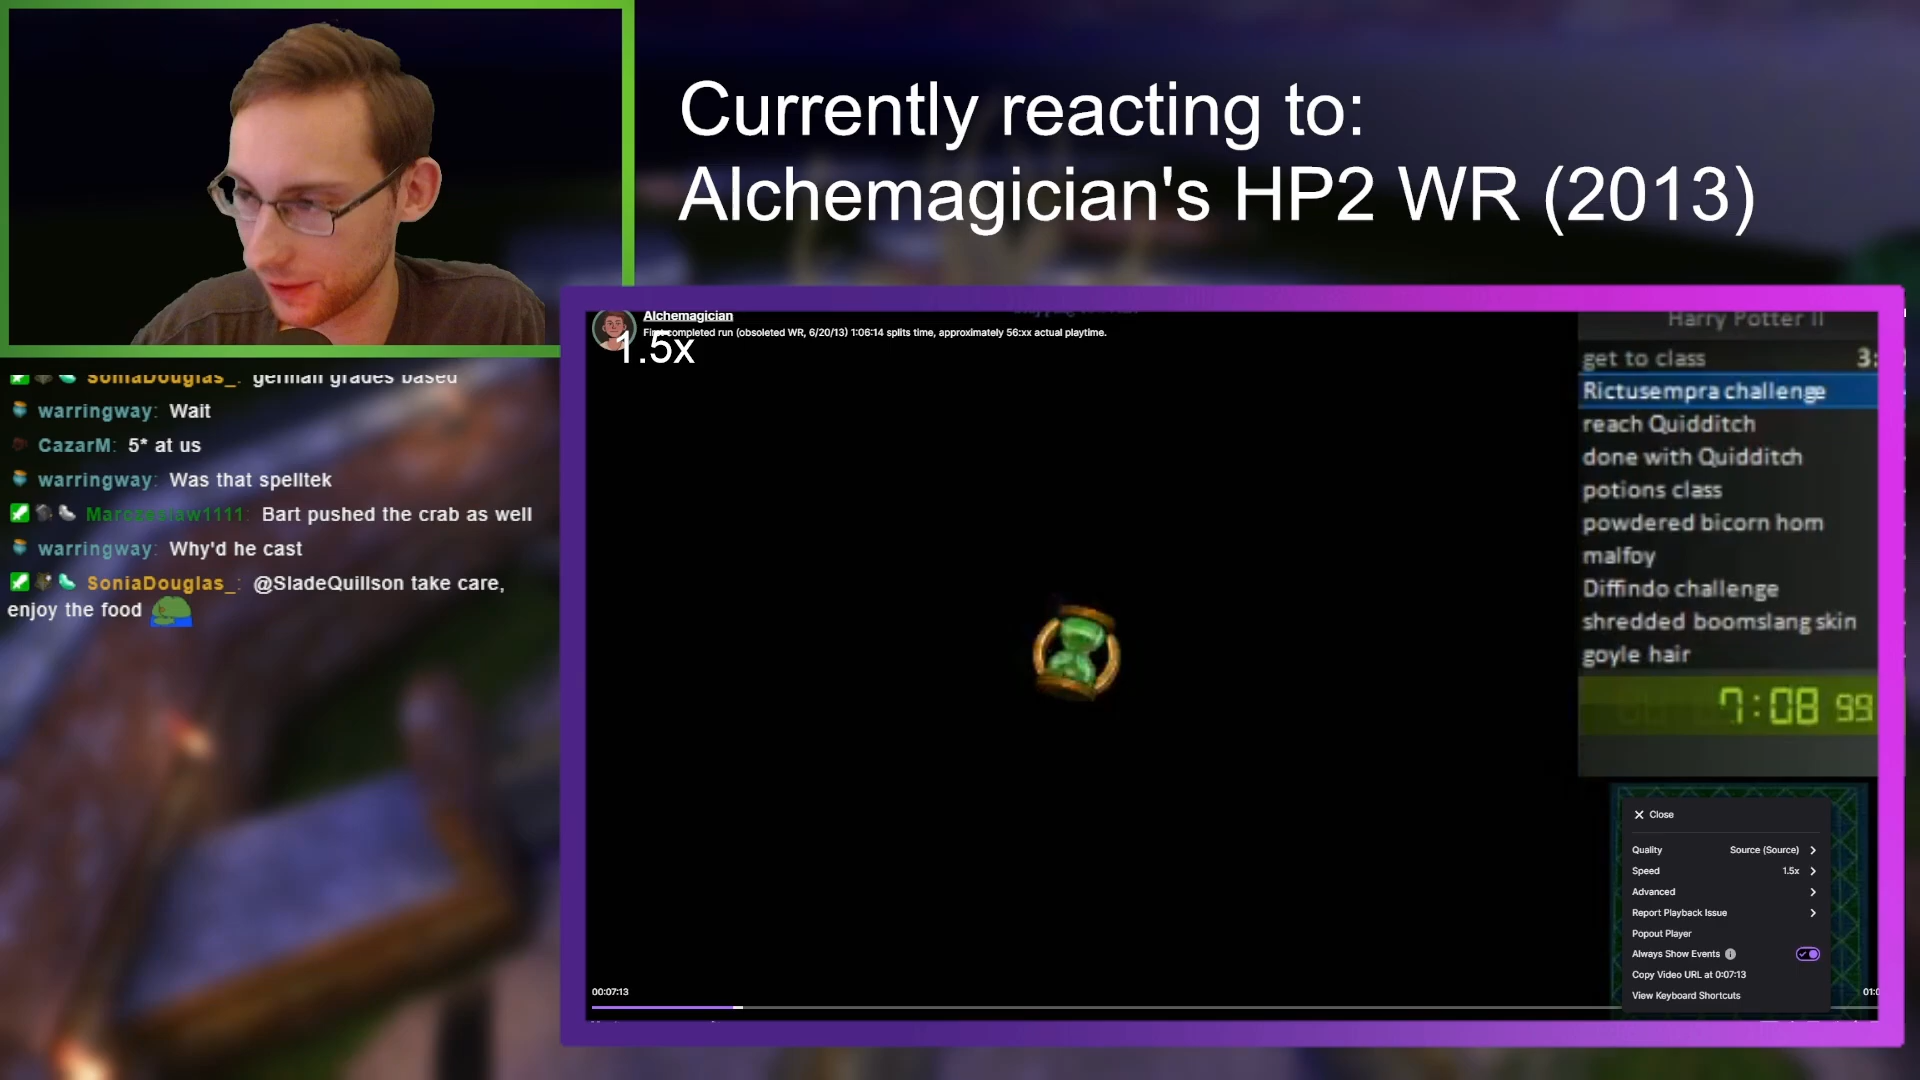 Currently reacting to:
Alchemagician's HP2 WR (2013)
SoniaDouglas_: german grades based
warringway: Wait
CazarM: 5* at us
warringway: Was that spelltek
Marozeslaw1111: Bart pushed the crab as well
warringway: Why'd he cast
SoniaDouglas_: @SladeQuillson take care,
enjoy the food
Alchemagician
First completed run (obsoleted WR, 6/20/13) 1:06:14 splits time, approximately 56:xx actual playtime.
1.5x
Harry Potter II
get to class 3:
Rictusempra challenge
reach Quidditch
done with Quidditch
potions class
powdered bicorn horn
malfoy
Diffindo challenge
shredded boomslang skin
goyle hair
7:08 99
Close
Quality Source (Source)
Speed 1.5x
Advanced
Report Playback Issue
Popout Player
Always Show Events
Copy Video URL at 0:07:13
View Keyboard Shortcuts
00:07:13
01:0